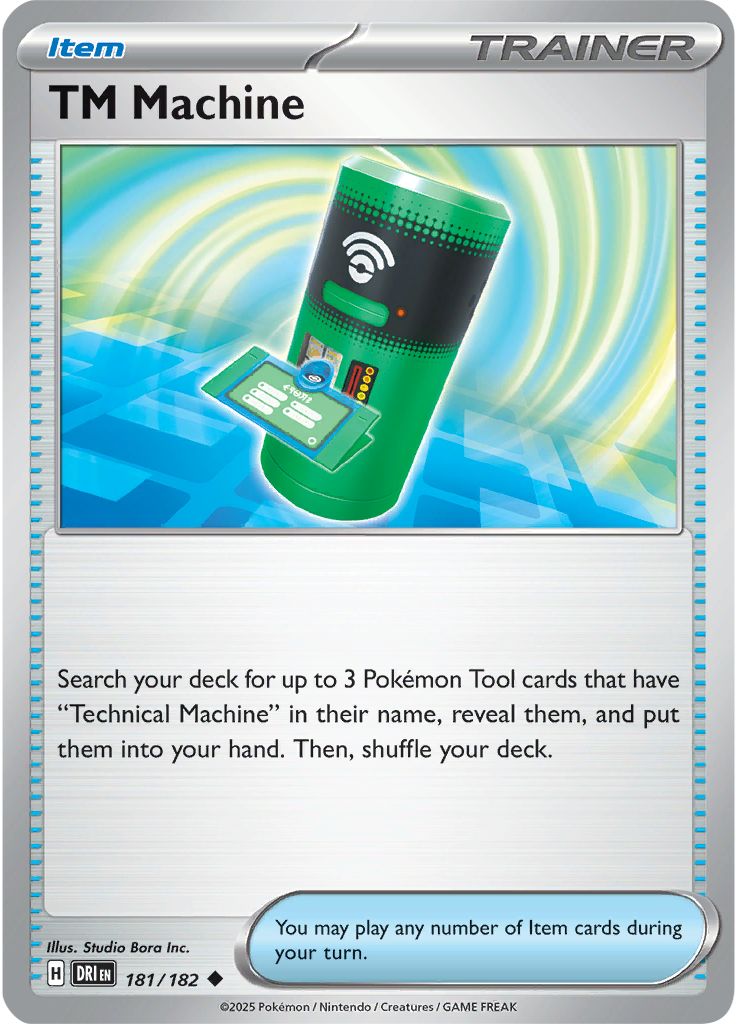 Item
TRAINER
TM Machine
Search your deck for up to 3 Pokémon Tool cards that have
“Technical Machine” in their name, reveal them, and put
them into your hand. Then, shuffle your deck.
You may play any number of Item cards during
your turn.
Illus. Studio Bora Inc.
H DRI EN 181/182 ◆
©2025 Pokémon / Nintendo / Creatures / GAME FREAK